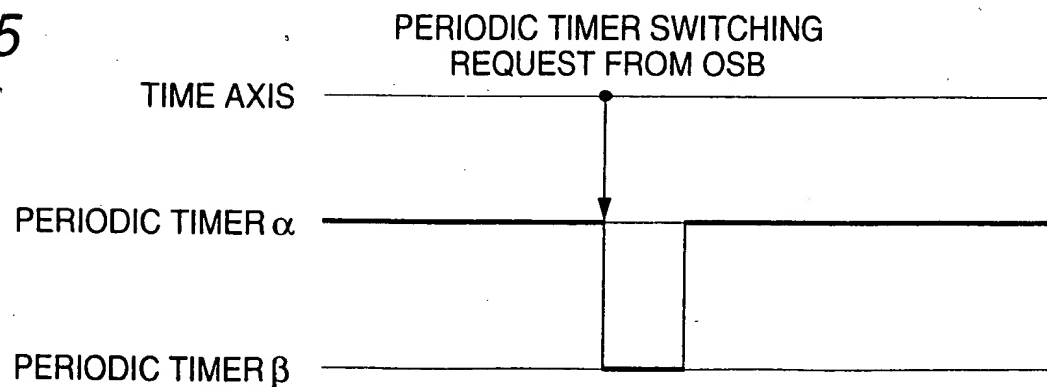 5
PERIODIC TIMER SWITCHING
REQUEST FROM OSB
TIME AXIS
PERIODIC TIMER α
PERIODIC TIMER β